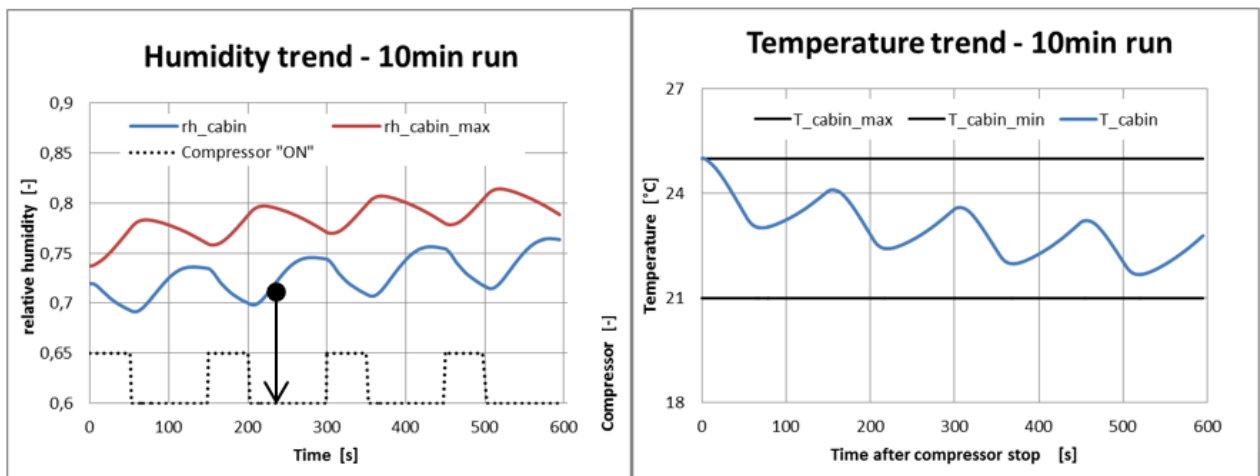 Humidity trend - 10min run
0,9
0,85
0,8
0,75
0,7
0,65
0,6
relative humidity [-]
rh_cabin
rh_cabin_max
Compressor "ON"
0 100 200 300 400 500 600
Time [s]
Compressor [-]
Temperature trend - 10min run
27
24
21
18
Temperature [°C]
T_cabin_max
T_cabin_min
T_cabin
0 100 200 300 400 500 600
Time after compressor stop [s]